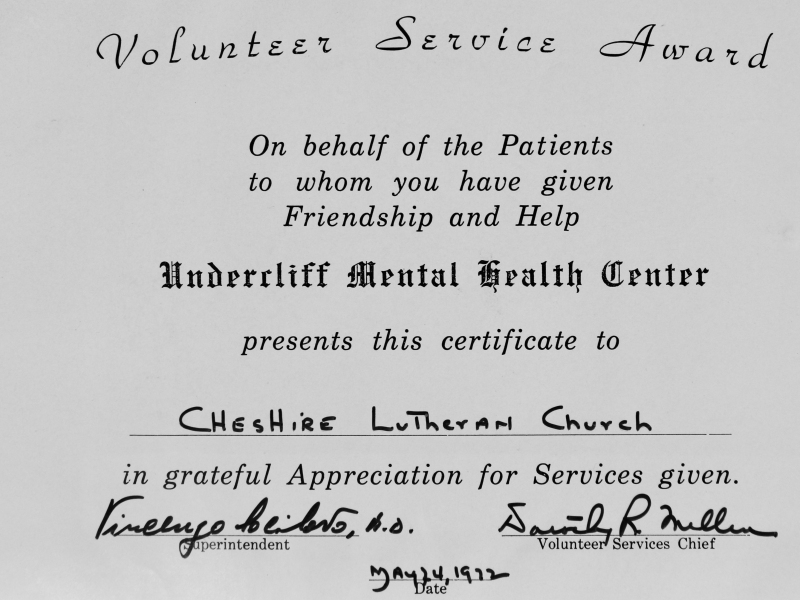 Volunteer Service Award
On behalf of the Patients
to whom you have given
Friendship and Help
Undercliff Mental Health Center
presents this certificate to
CHesHiRE LuTHerAN Church
in grateful Appreciation for Services given.
M.D. Dorothy R. Miller
Superintendent Volunteer Services Chief
MAY 24, 1972
Date